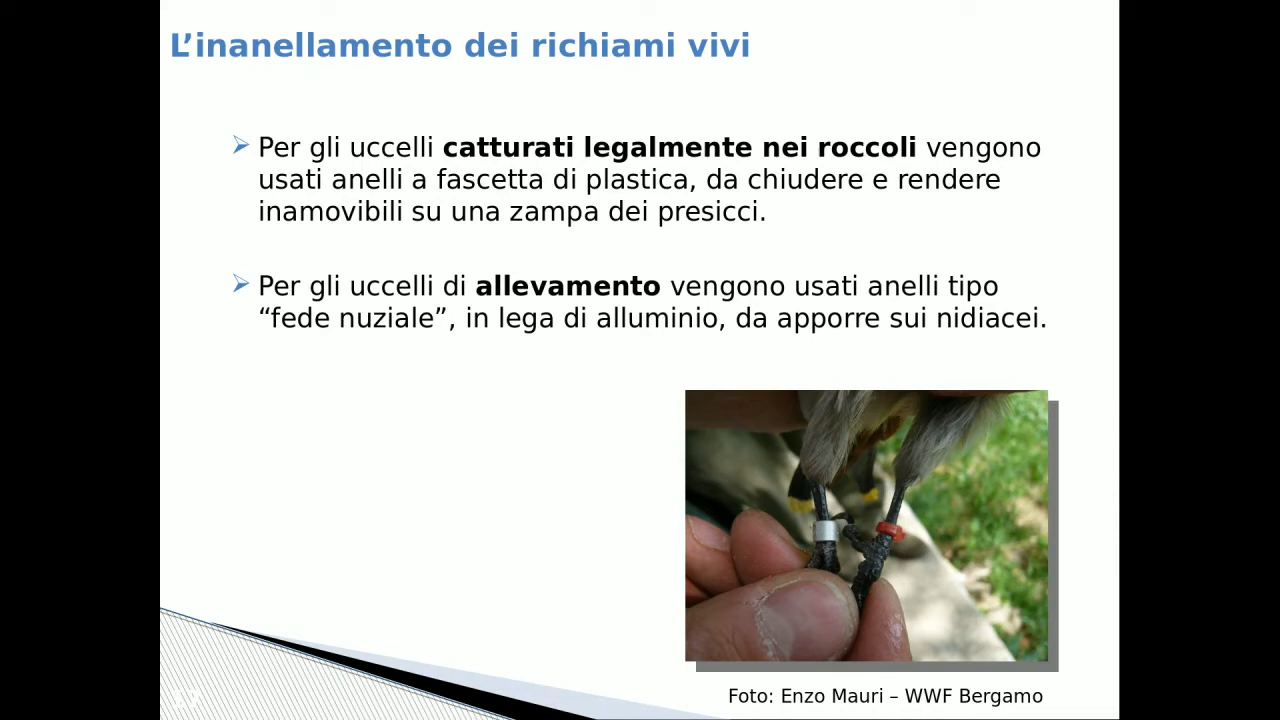 L’inanellamento dei richiami vivi
Per gli uccelli catturati legalmente nei roccoli vengono
usati anelli a fascetta di plastica, da chiudere e rendere
inamovibili su una zampa dei presicci.
Per gli uccelli di allevamento vengono usati anelli tipo
“fede nuziale”, in lega di alluminio, da apporre sui nidiacei.
Foto: Enzo Mauri – WWF Bergamo